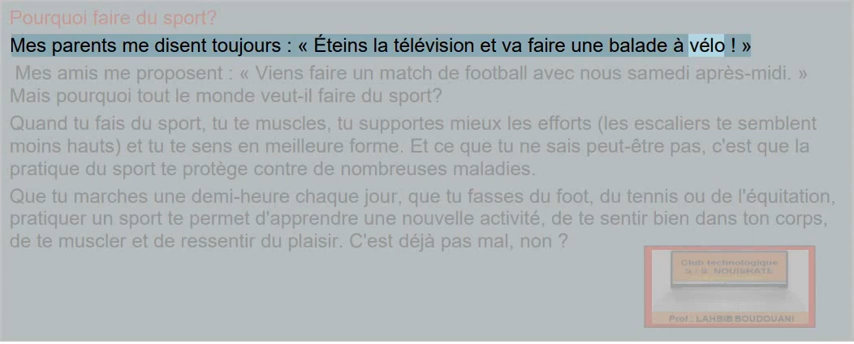 Pourquoi faire du sport?
Mes parents me disent toujours : « Éteins la télévision et va faire une balade à vélo ! »
Mes amis me proposent : « Viens faire un match de football avec nous samedi après-midi. »
Mais pourquoi tout le monde veut-il faire du sport?
Quand tu fais du sport, tu te muscles, tu supportes mieux les efforts (les escaliers te semblent
moins hauts) et tu te sens en meilleure forme. Et ce que tu ne sais peut-être pas, c'est que la
pratique du sport te protège contre de nombreuses maladies.
Que tu marches une demi-heure chaque jour, que tu fasses du foot, du tennis ou de l'équitation,
pratiquer un sport te permet d'apprendre une nouvelle activité, de te sentir bien dans ton corps,
de te muscler et de ressentir du plaisir. C'est déjà pas mal, non ?
Club technologique
Prof.: LAHBIB BOUDOUANI